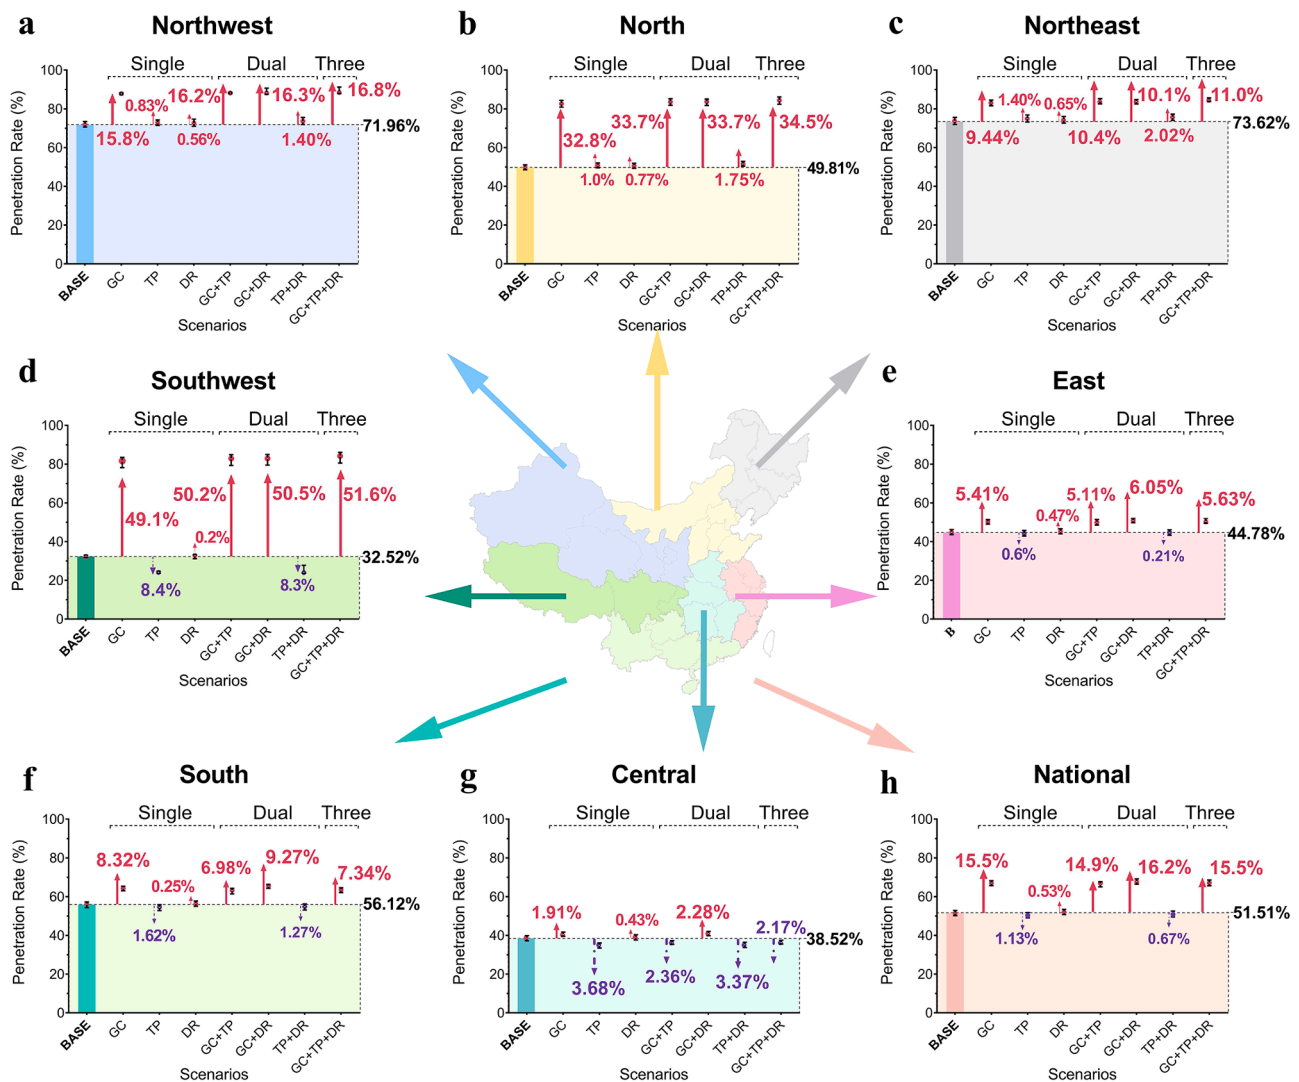 a Northwest
Single Dual Three
Penetration Rate (%)
100
80
60
40
20
0
15.8% 0.83% 0.56% 16.2% 16.3% 1.40% 16.8%
71.96%
BASE GC TP DR GC+TP GC+DR TP+DR GC+TP+DR
Scenarios
b North
Single Dual Three
Penetration Rate (%)
100
80
60
40
20
0
32.8% 1.0% 0.77% 33.7% 33.7% 1.75% 34.5%
49.81%
BASE GC TP DR GC+TP GC+DR TP+DR GC+TP+DR
Scenarios
c Northeast
Single Dual Three
Penetration Rate (%)
100
80
60
40
20
0
9.44% 1.40% 0.65% 10.4% 10.1% 2.02% 11.0%
73.62%
BASE GC TP DR GC+TP GC+DR TP+DR GC+TP+DR
Scenarios
d Southwest
Single Dual Three
Penetration Rate (%)
100
80
60
40
20
0
49.1% 8.4% 0.2% 50.2% 50.5% 8.3% 51.6%
32.52%
BASE GC TP DR GC+TP GC+DR TP+DR GC+TP+DR
Scenarios
e East
Single Dual Three
Penetration Rate (%)
100
80
60
40
20
0
5.41% 0.6% 0.47% 5.11% 6.05% 0.21% 5.63%
44.78%
B GC TP DR GC+TP GC+DR TP+DR GC+TP+DR
Scenarios
f South
Single Dual Three
Penetration Rate (%)
100
80
60
40
20
0
8.32% 1.62% 0.25% 6.98% 9.27% 1.27% 7.34%
56.12%
BASE GC TP DR GC+TP GC+DR TP+DR GC+TP+DR
Scenarios
g Central
Single Dual Three
Penetration Rate (%)
100
80
60
40
20
0
1.91% 3.68% 0.43% 2.36% 2.28% 3.37% 2.17%
38.52%
BASE GC TP DR GC+TP GC+DR TP+DR GC+TP+DR
Scenarios
h National
Single Dual Three
Penetration Rate (%)
100
80
60
40
20
0
15.5% 1.13% 0.53% 14.9% 16.2% 0.67% 15.5%
51.51%
BASE GC TP DR GC+TP GC+DR TP+DR GC+TP+DR
Scenarios